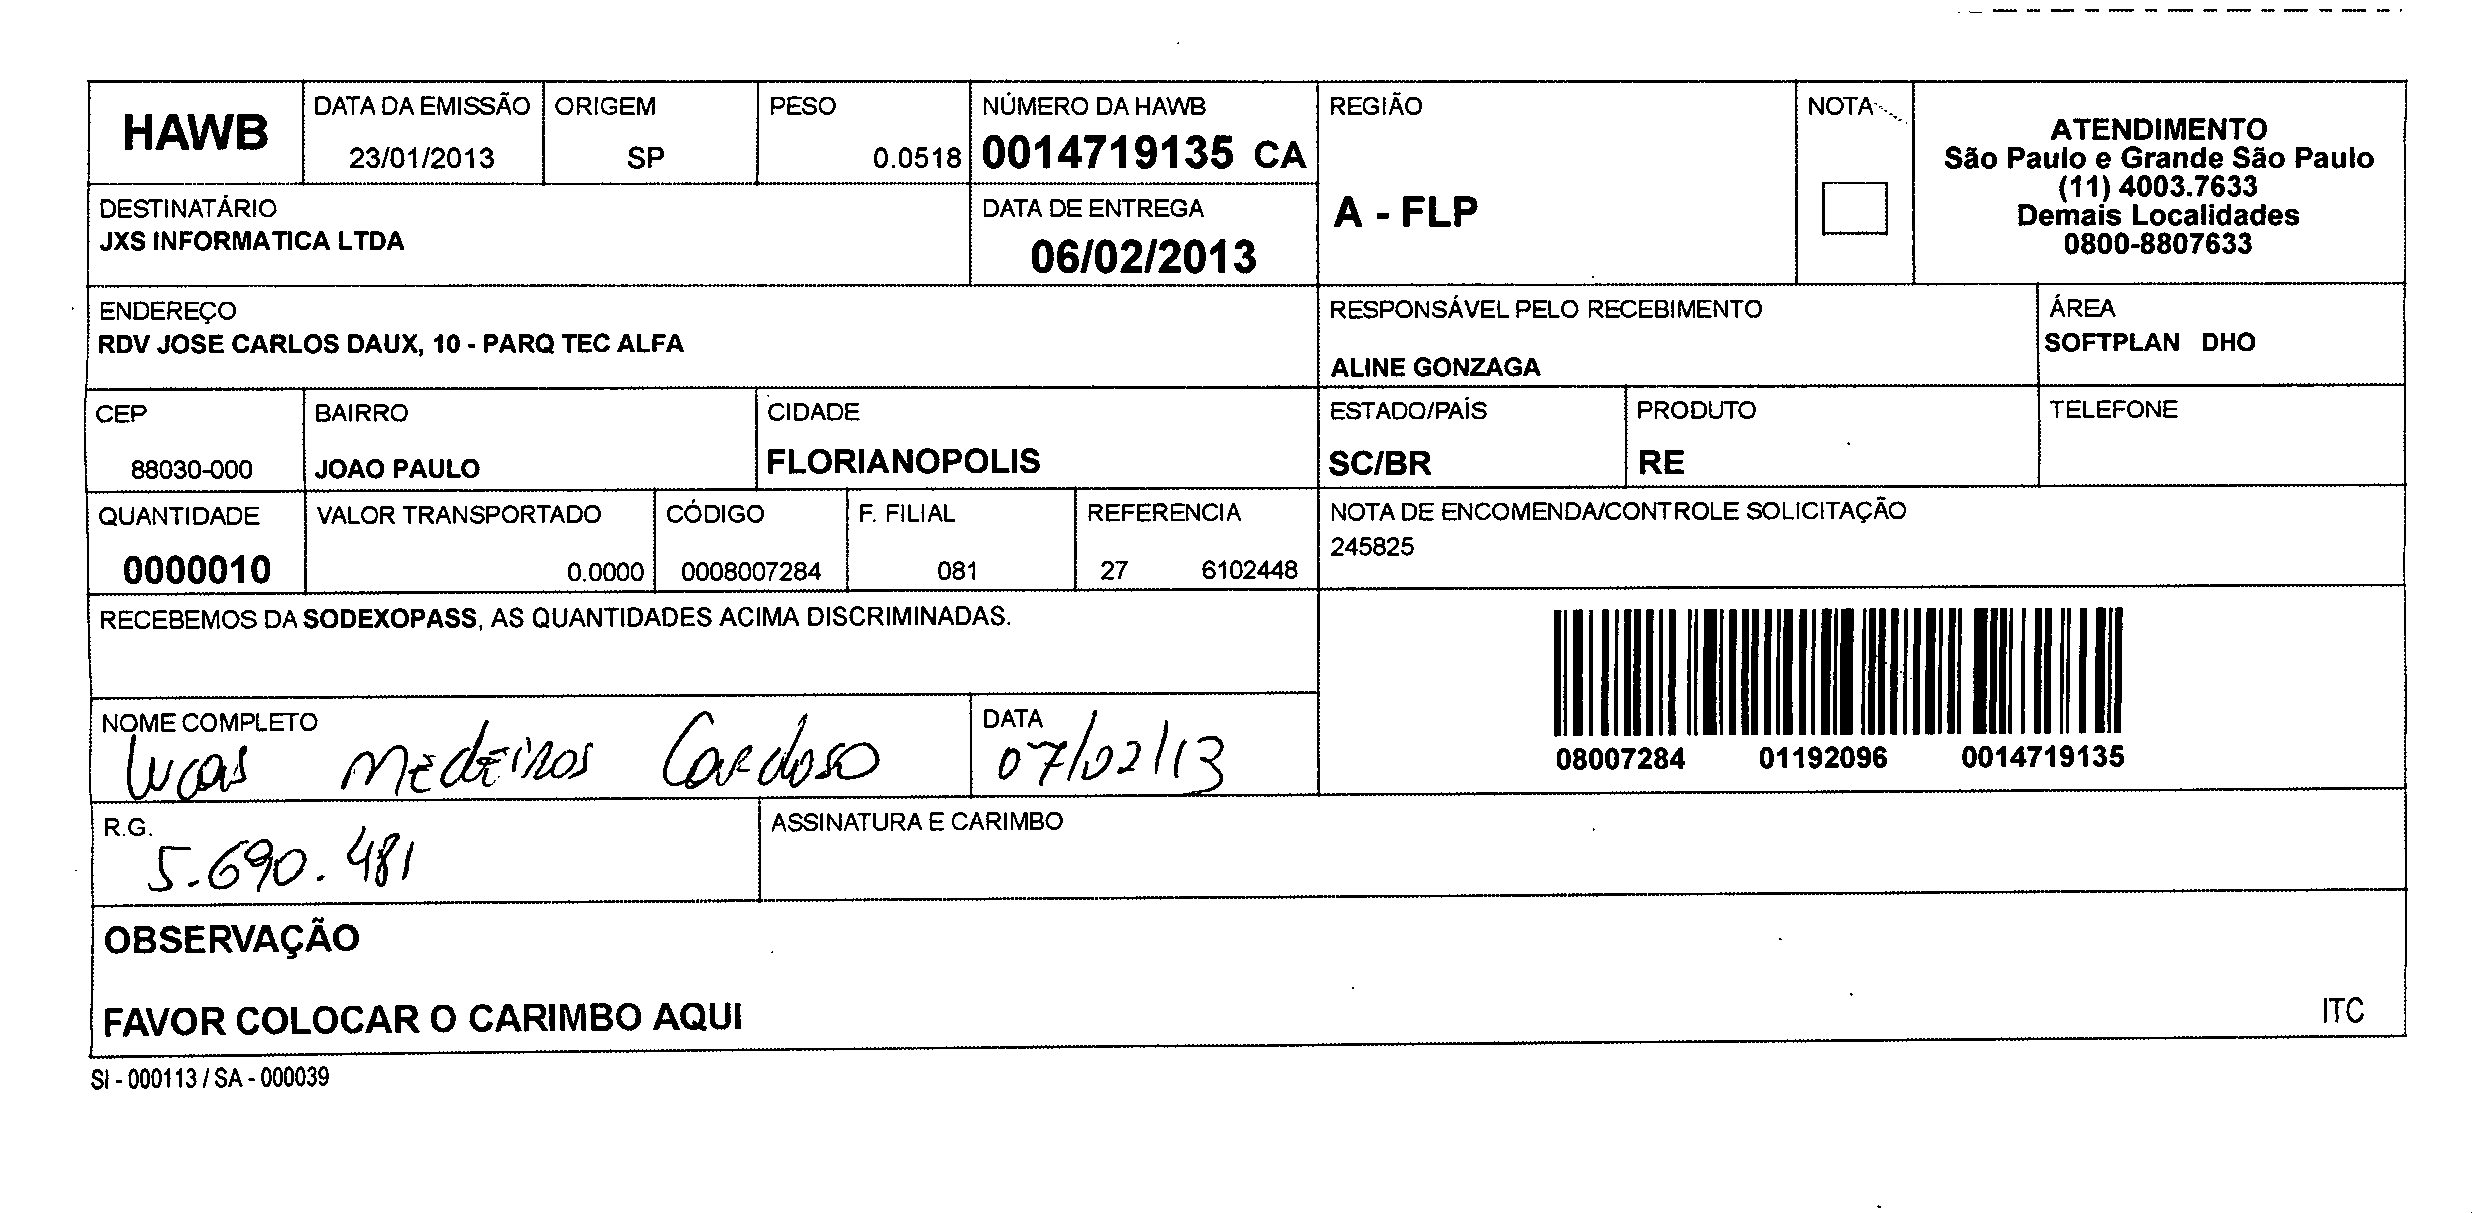 HAWB
DATA DA EMISSÃO
23/01/2013
ORIGEM
SP
PESO
0.0518
NÚMERO DA HAWB
0014719135 CA
REGIÃO
A - FLP
NOTA
ATENDIMENTO
São Paulo e Grande São Paulo
(11) 4003.7633
Demais Localidades
0800-8807633
DESTINATÁRIO
JXS INFORMATICA LTDA
DATA DE ENTREGA
06/02/2013
ENDEREÇO
RDV JOSE CARLOS DAUX, 10 - PARQ TEC ALFA
RESPONSÁVEL PELO RECEBIMENTO
ALINE GONZAGA
ÁREA
SOFTPLAN DHO
CEP
88030-000
BAIRRO
JOAO PAULO
CIDADE
FLORIANOPOLIS
ESTADO/PAÍS
SC/BR
PRODUTO
RE
TELEFONE
QUANTIDADE
0000010
VALOR TRANSPORTADO
0.0000
CÓDIGO
0008007284
F. FILIAL
081
REFERENCIA
27 6102448
NOTA DE ENCOMENDA/CONTROLE SOLICITAÇÃO
245825
RECEBEMOS DA SODEXOPASS, AS QUANTIDADES ACIMA DISCRIMINADAS.
08007284 01192096 0014719135
NOME COMPLETO
Lucas Medeiros Cardoso
DATA
07/02/13
R.G.
5.690.481
ASSINATURA E CARIMBO
OBSERVAÇÃO
FAVOR COLOCAR O CARIMBO AQUI
ITC
SI - 000113 / SA - 000039